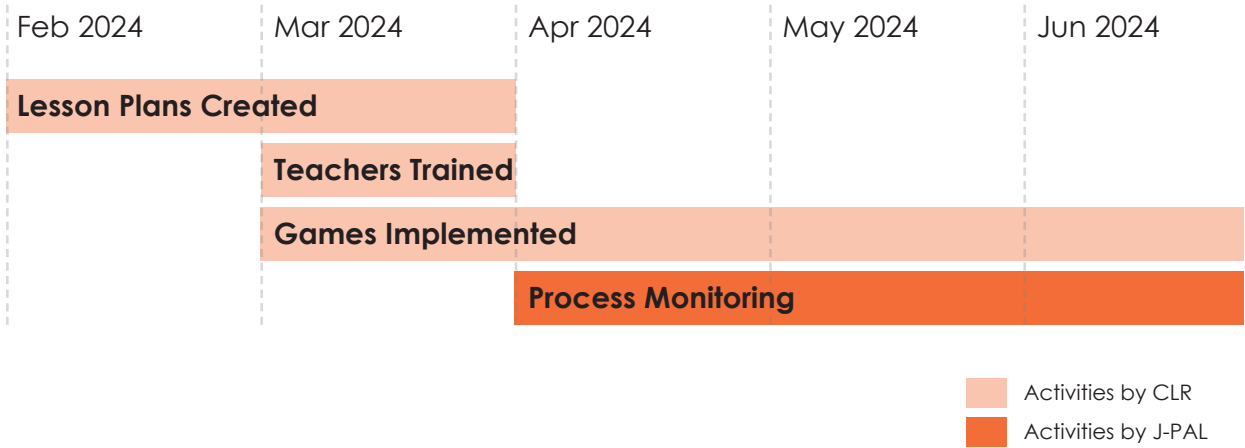 Feb 2024 Mar 2024 Apr 2024 May 2024 Jun 2024
Lesson Plans Created
Teachers Trained
Games Implemented
Process Monitoring
Activities by CLR
Activities by J-PAL